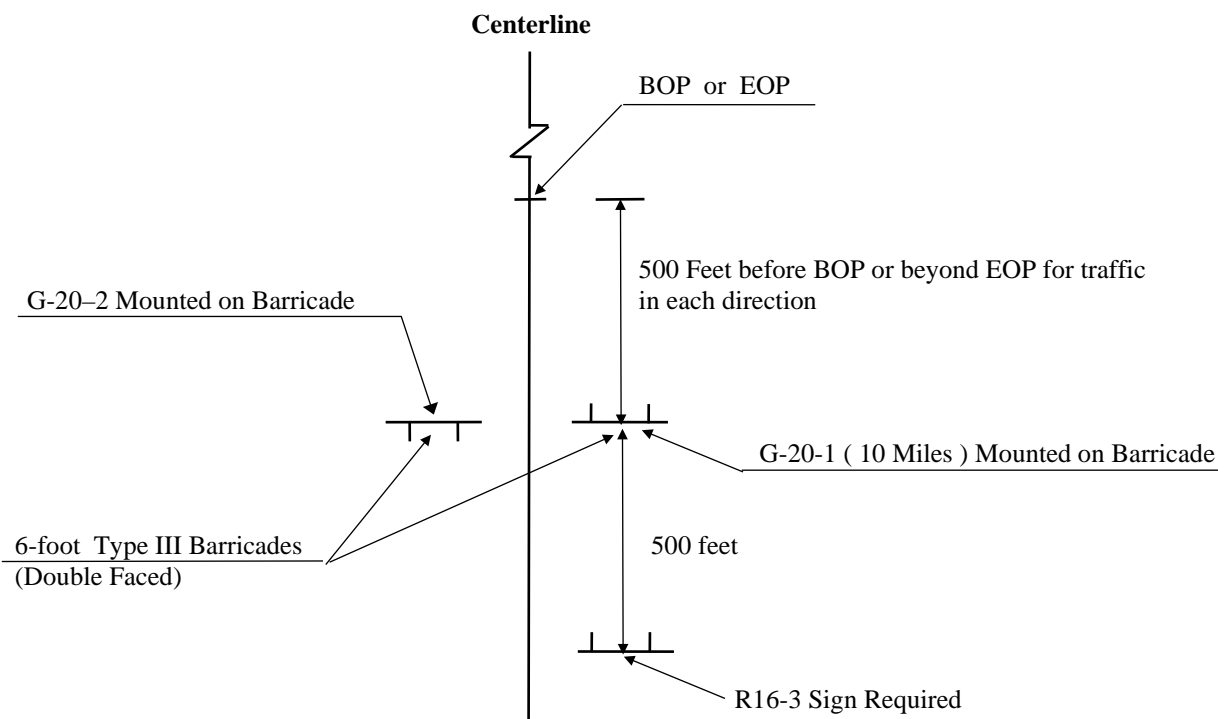 Centerline
BOP or EOP
500 Feet before BOP or beyond EOP for traffic
in each direction
G-20–2 Mounted on Barricade
G-20-1 ( 10 Miles ) Mounted on Barricade
6-foot Type III Barricades
(Double Faced)
500 feet
R16-3 Sign Required